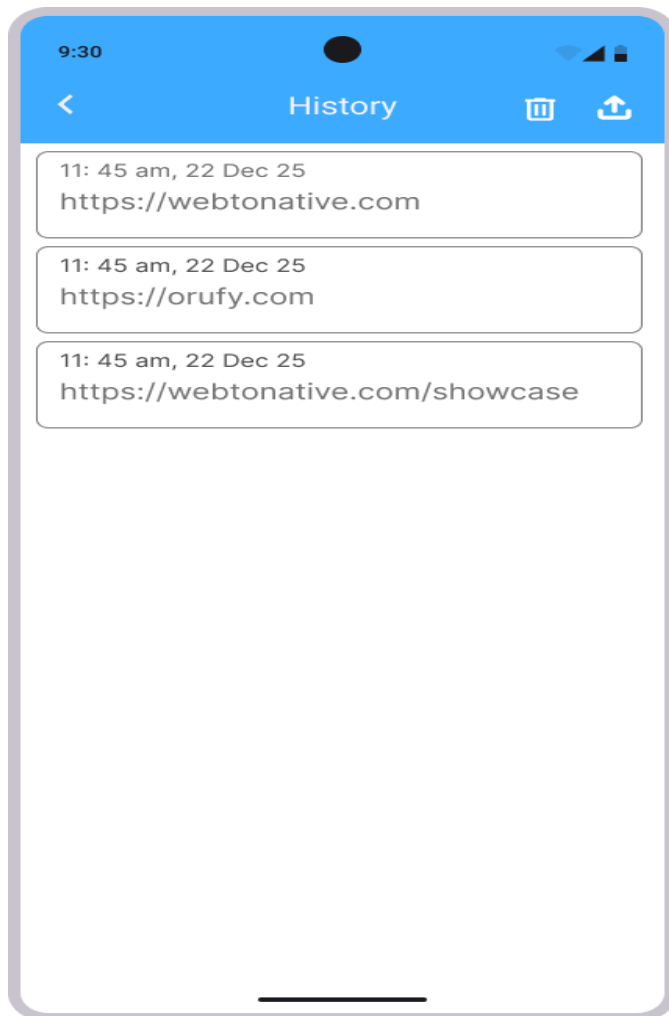 9:30
History
11: 45 am, 22 Dec 25
https://webtonative.com
11: 45 am, 22 Dec 25
https://orufy.com
11: 45 am, 22 Dec 25
https://webtonative.com/showcase